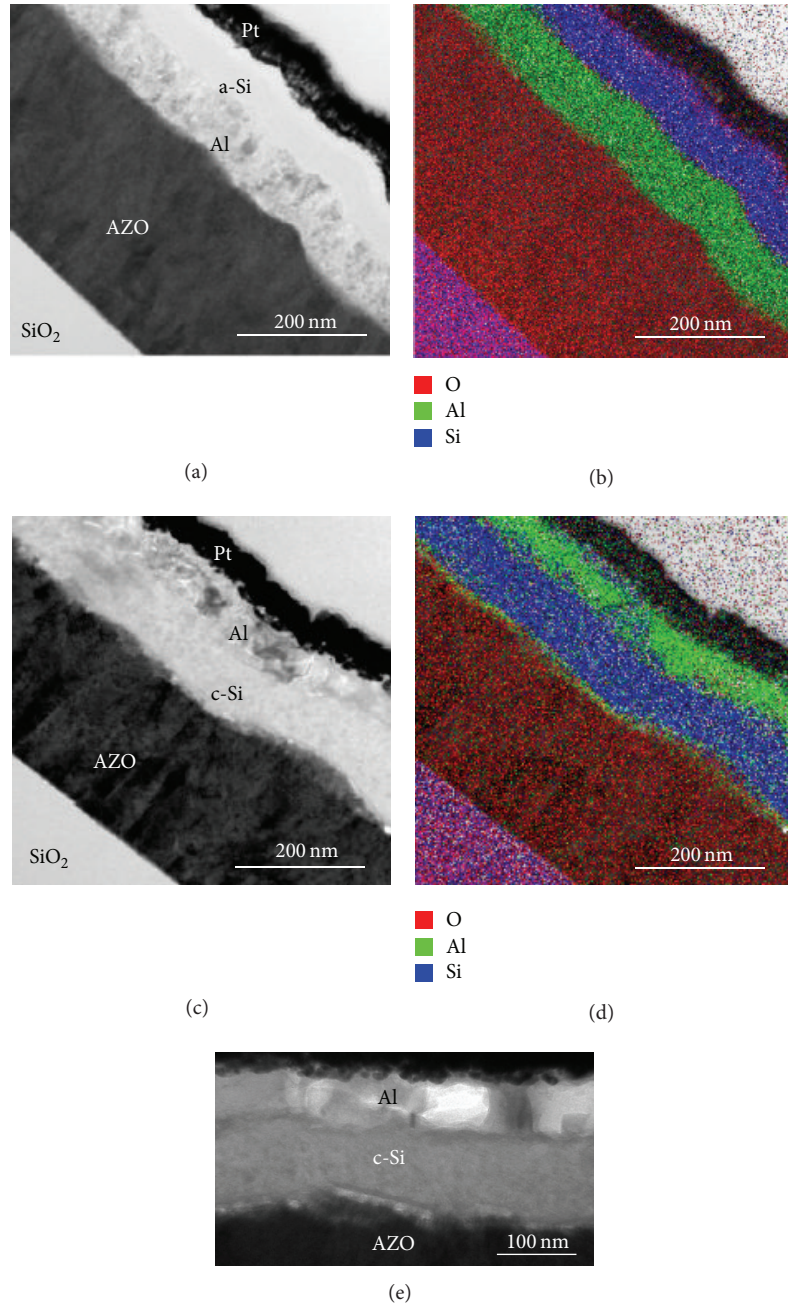 Pt
a-Si
Al
AZO
SiO₂
200 nm
200 nm
O
Al
Si
(a)
(b)
Pt
Al
c-Si
AZO
SiO₂
200 nm
200 nm
O
Al
Si
(c)
(d)
Al
c-Si
AZO
100 nm
(e)